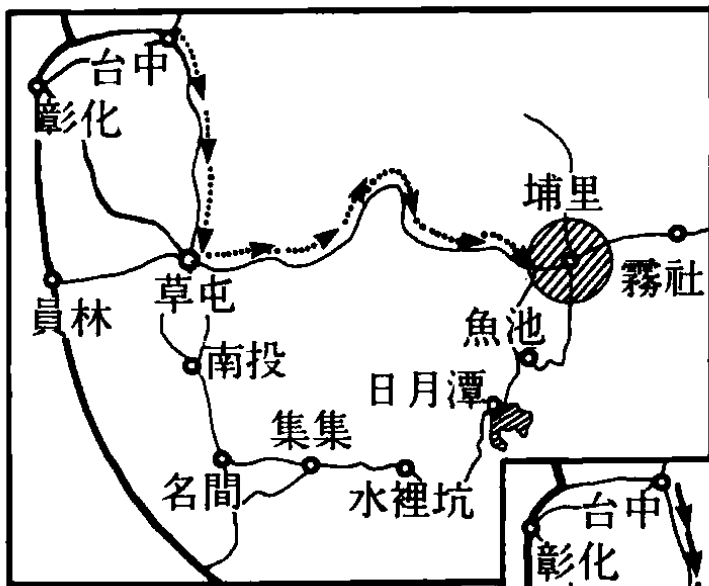 台中
彰化
埔里
霧社
草屯
員林
魚池
南投
日月潭
集集
名間
水裡坑
台中
彰化